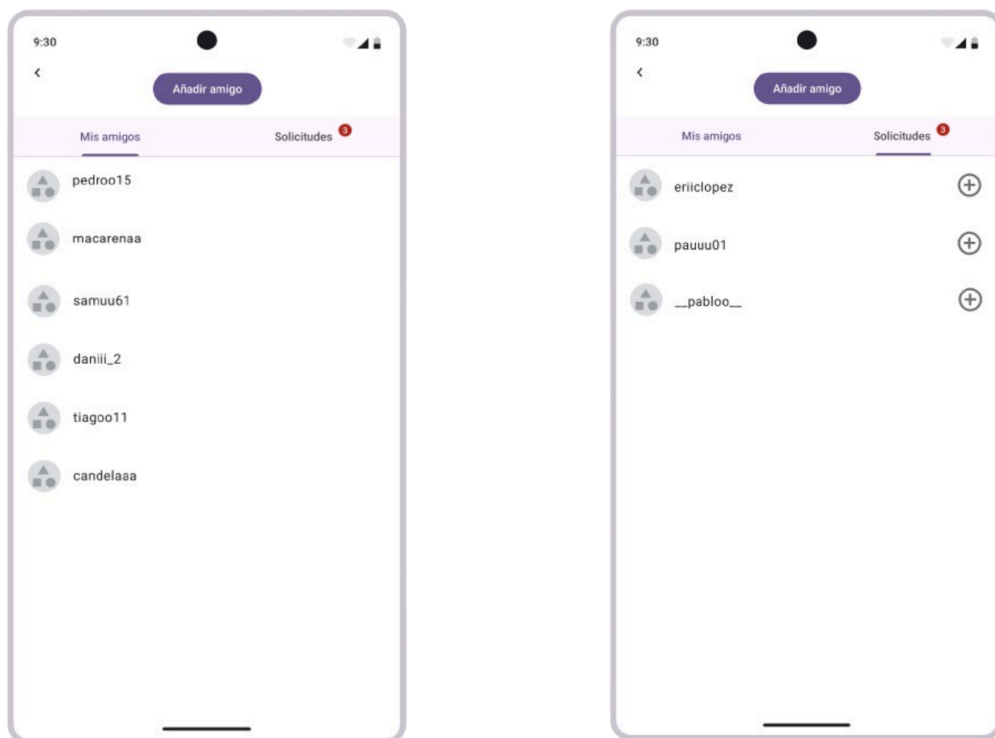 9:30
Añadir amigo
Mis amigos
Solicitudes 3
pedroo15
macarenaa
samuu61
daniii_2
tiagoo11
candelaaa
9:30
Añadir amigo
Mis amigos
Solicitudes 3
eriiclopez
pauuu01
__pabloo__